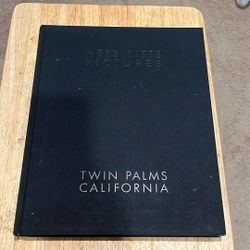 HERB RITTS
PICTURES
TWIN PALMS
CALIFORNIA